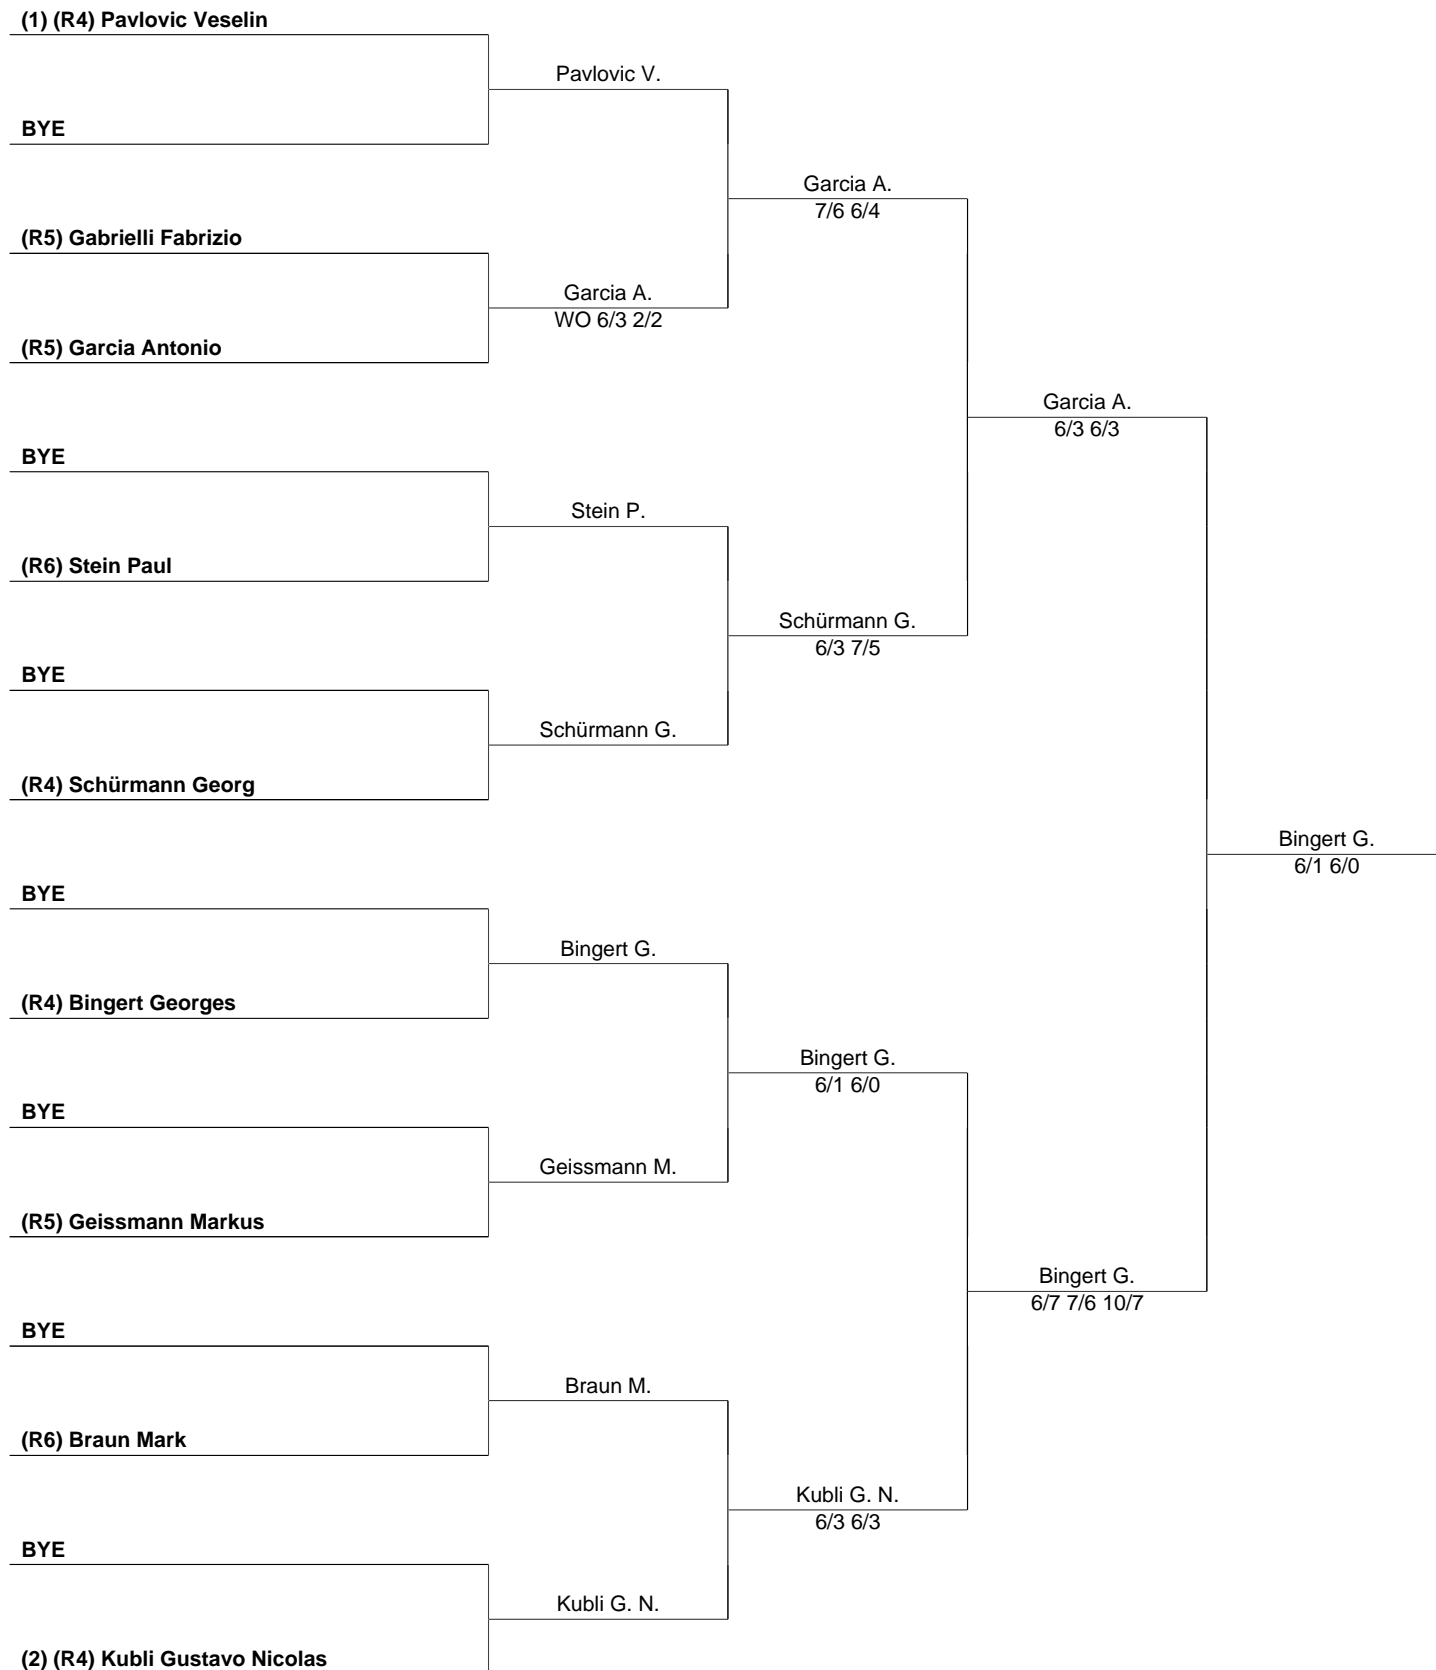 (1) (R4) Pavlovic Veselin
Pavlovic V.
BYE
Garcia A.
7/6 6/4
(R5) Gabrielli Fabrizio
Garcia A.
WO 6/3 2/2
(R5) Garcia Antonio
Garcia A.
6/3 6/3
BYE
Stein P.
(R6) Stein Paul
Schürmann G.
6/3 7/5
BYE
Schürmann G.
(R4) Schürmann Georg
Bingert G.
6/1 6/0
BYE
Bingert G.
(R4) Bingert Georges
Bingert G.
6/1 6/0
BYE
Geissmann M.
(R5) Geissmann Markus
Bingert G.
6/7 7/6 10/7
BYE
Braun M.
(R6) Braun Mark
Kubli G. N.
6/3 6/3
BYE
Kubli G. N.
(2) (R4) Kubli Gustavo Nicolas